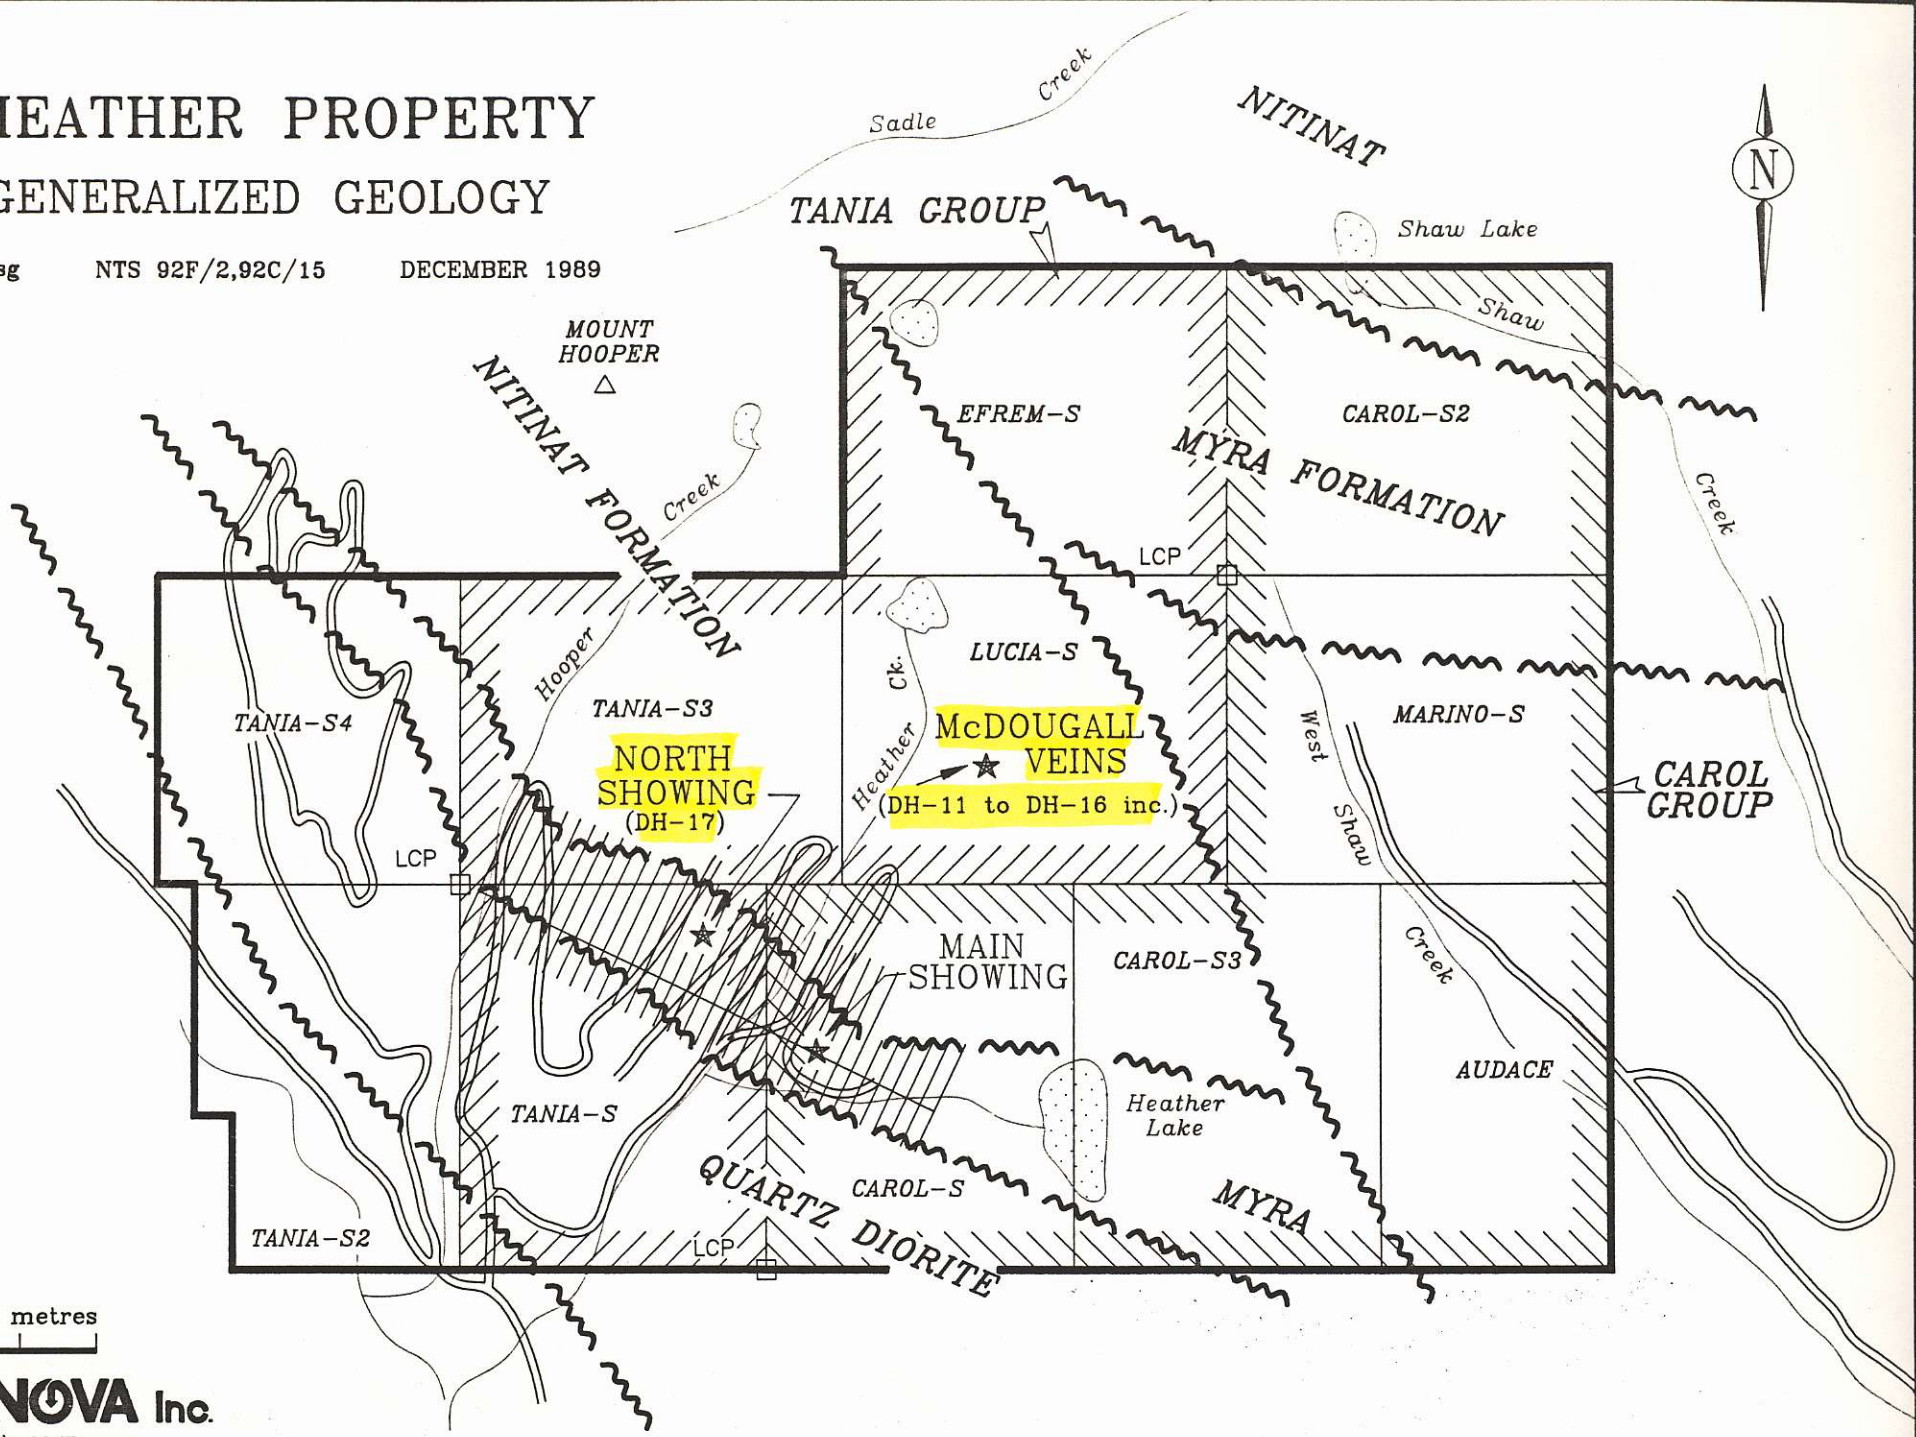 HEATHER PROPERTY
GENERALIZED GEOLOGY
sg NTS 92F/2,92C/15 DECEMBER 1989
Sadle Creek
NITINAT
N
TANIA GROUP
Shaw Lake
MOUNT
HOOPER
Shaw
Creek
NITINAT FORMATION
EFREM-S
CAROL-S2
MYRA FORMATION
Creek
Hooper
LCP
LUCIA-S
Heather Ck.
TANIA-S4
TANIA-S3
MARINO-S
NORTH
SHOWING
(DH-17)
McDOUGALL
VEINS
(DH-11 to DH-16 inc.)
West
Shaw
Creek
CAROL
GROUP
LCP
MAIN
SHOWING
CAROL-S3
AUDACE
TANIA-S
Heather
Lake
QUARTZ DIORITE
CAROL-S
MYRA
TANIA-S2
LCP
metres
NOVA Inc.